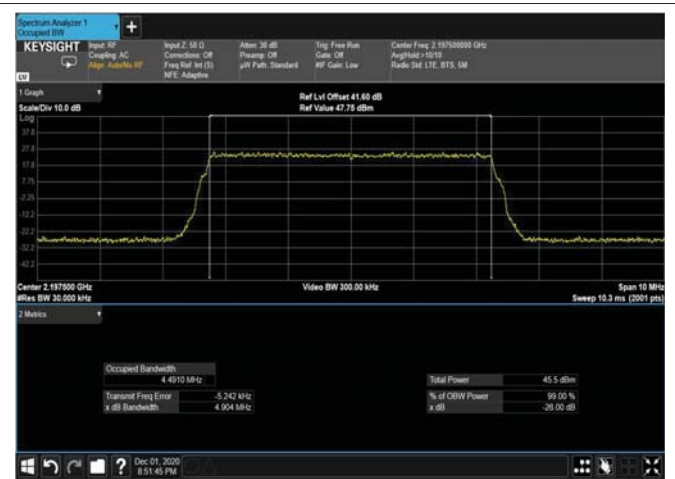 Spectrum Analyzer 1
Occupied BW
KEYSIGHT
Input: RF
Coupling: AC
Align: Auto/No RF
Input Z: 50 Ω
Corrections: Off
Freq Ref: Int (S)
NFE: Adaptive
Atten: 30 dB
Preamp: Off
µW Path: Standard
Trig: Free Run
Gate: Off
#IF Gain: Low
Center Freq: 2.197500000 GHz
Avg|Hold:>10/10
Radio Std: LTE, BTS, 5M
1 Graph
Scale/Div 10.0 dB
Ref Lvl Offset 41.60 dB
Ref Value 47.75 dBm
Log
37.8
27.8
17.8
7.75
-2.25
-12.2
-22.2
-32.2
-42.2
Center 2.197500 GHz
#Res BW 30.000 kHz
Video BW 300.00 kHz
Span 10 MHz
Sweep 10.3 ms (2001 pts)
2 Metrics
Occupied Bandwidth
4.4910 MHz
Transmit Freq Error -5.242 kHz
x dB Bandwidth 4.904 MHz
Total Power 45.5 dBm
% of OBW Power 99.00 %
x dB -26.00 dB
Dec 01, 2020
8:51:45 PM